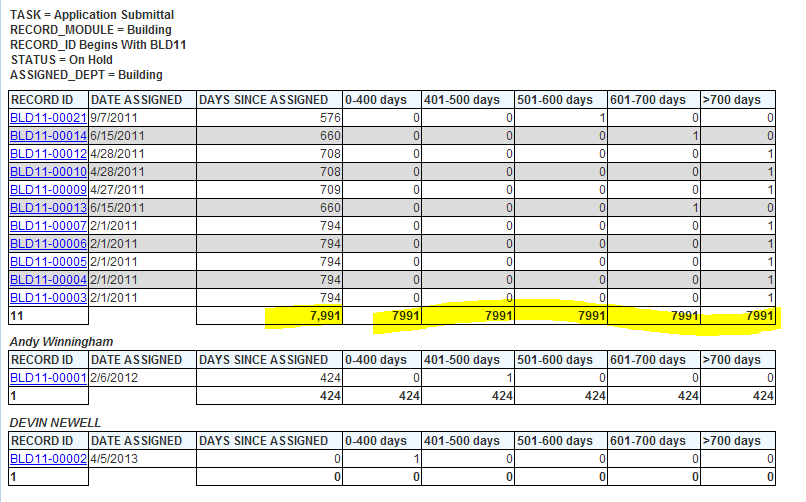 TASK = Application Submittal
RECORD_MODULE = Building
RECORD_ID Begins With BLD11
STATUS = On Hold
ASSIGNED_DEPT = Building
RECORD ID DATE ASSIGNED DAYS SINCE ASSIGNED 0-400 days 401-500 days 501-600 days 601-700 days >700 days
BLD11-00021 9/7/2011 576 0 0 1 0 0
BLD11-00014 6/15/2011 660 0 0 0 1 0
BLD11-00012 4/28/2011 708 0 0 0 0 1
BLD11-00010 4/28/2011 708 0 0 0 0 1
BLD11-00009 4/27/2011 709 0 0 0 0 1
BLD11-00013 6/15/2011 660 0 0 0 1 0
BLD11-00007 2/1/2011 794 0 0 0 0 1
BLD11-00006 2/1/2011 794 0 0 0 0 1
BLD11-00005 2/1/2011 794 0 0 0 0 1
BLD11-00004 2/1/2011 794 0 0 0 0 1
BLD11-00003 2/1/2011 794 0 0 0 0 1
11 7,991 7991 7991 7991 7991 7991
Andy Winningham
RECORD ID DATE ASSIGNED DAYS SINCE ASSIGNED 0-400 days 401-500 days 501-600 days 601-700 days >700 days
BLD11-00001 2/6/2012 424 0 1 0 0 0
1 424 424 424 424 424 424
DEVIN NEWELL
RECORD ID DATE ASSIGNED DAYS SINCE ASSIGNED 0-400 days 401-500 days 501-600 days 601-700 days >700 days
BLD11-00002 4/5/2013 0 1 0 0 0 0
1 0 0 0 0 0 0